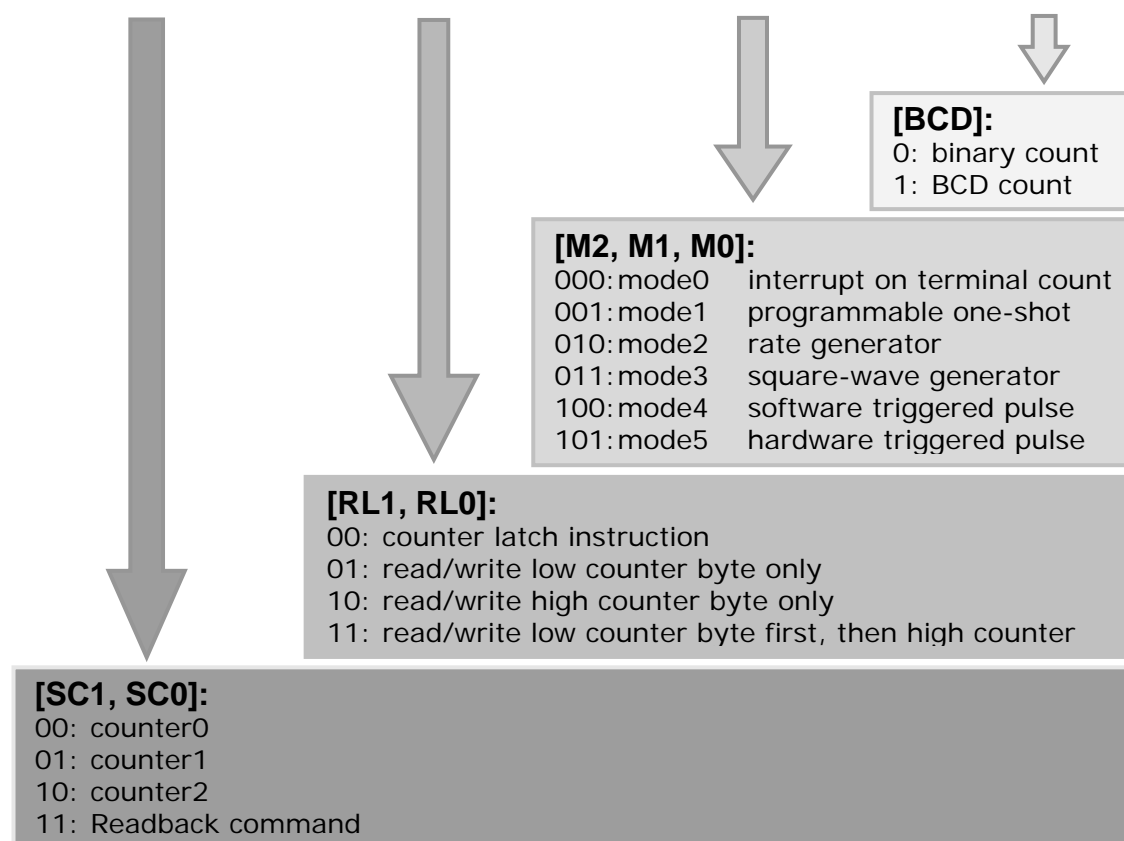 [BCD]:
0: binary count
1: BCD count
[M2, M1, M0]:
000:mode0 interrupt on terminal count
001:mode1 programmable one-shot
010:mode2 rate generator
011:mode3 square-wave generator
100:mode4 software triggered pulse
101:mode5 hardware triggered pulse
[RL1, RL0]:
00: counter latch instruction
01: read/write low counter byte only
10: read/write high counter byte only
11: read/write low counter byte first, then high counter
[SC1, SC0]:
00: counter0
01: counter1
10: counter2
11: Readback command